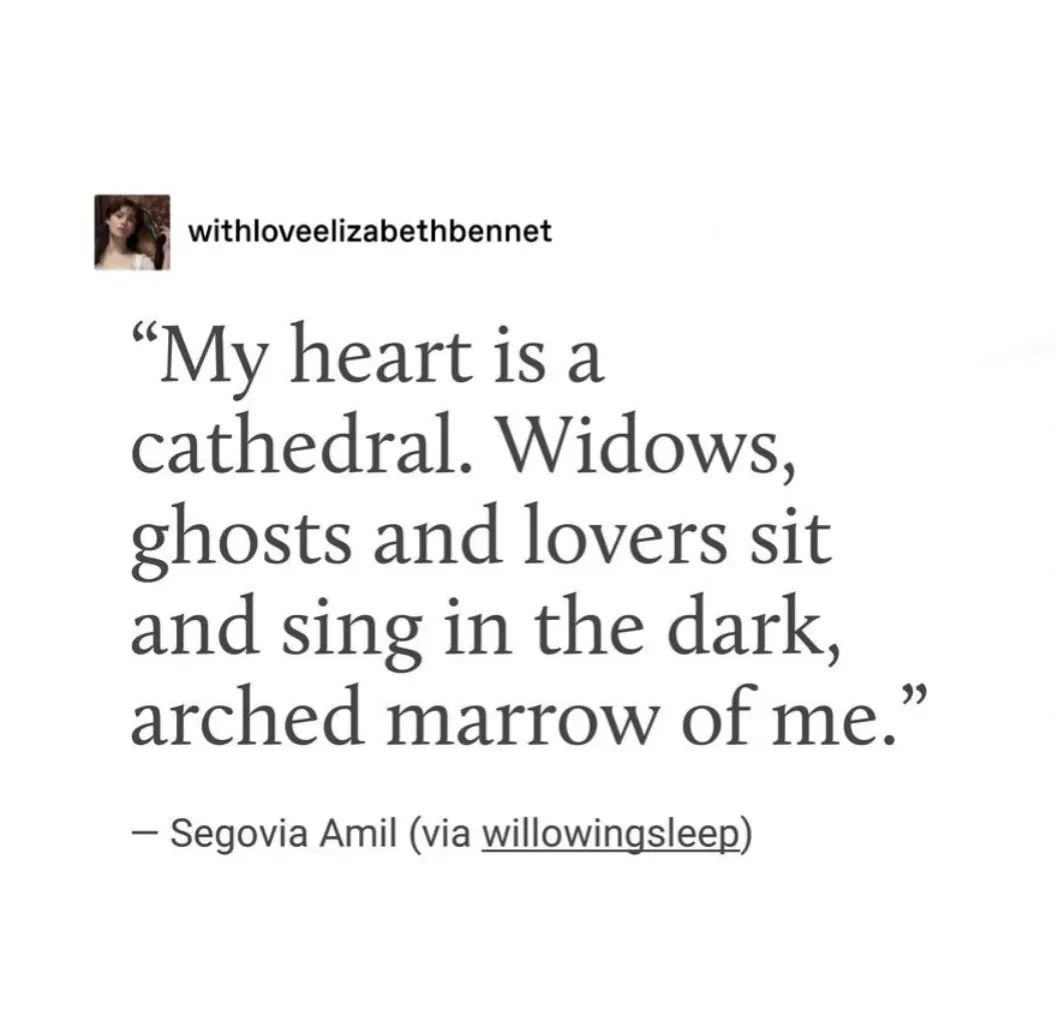 withloveelizabethbennet
“My heart is a
cathedral. Widows,
ghosts and lovers sit
and sing in the dark,
arched marrow of me.”
— Segovia Amil (via willowingsleep)